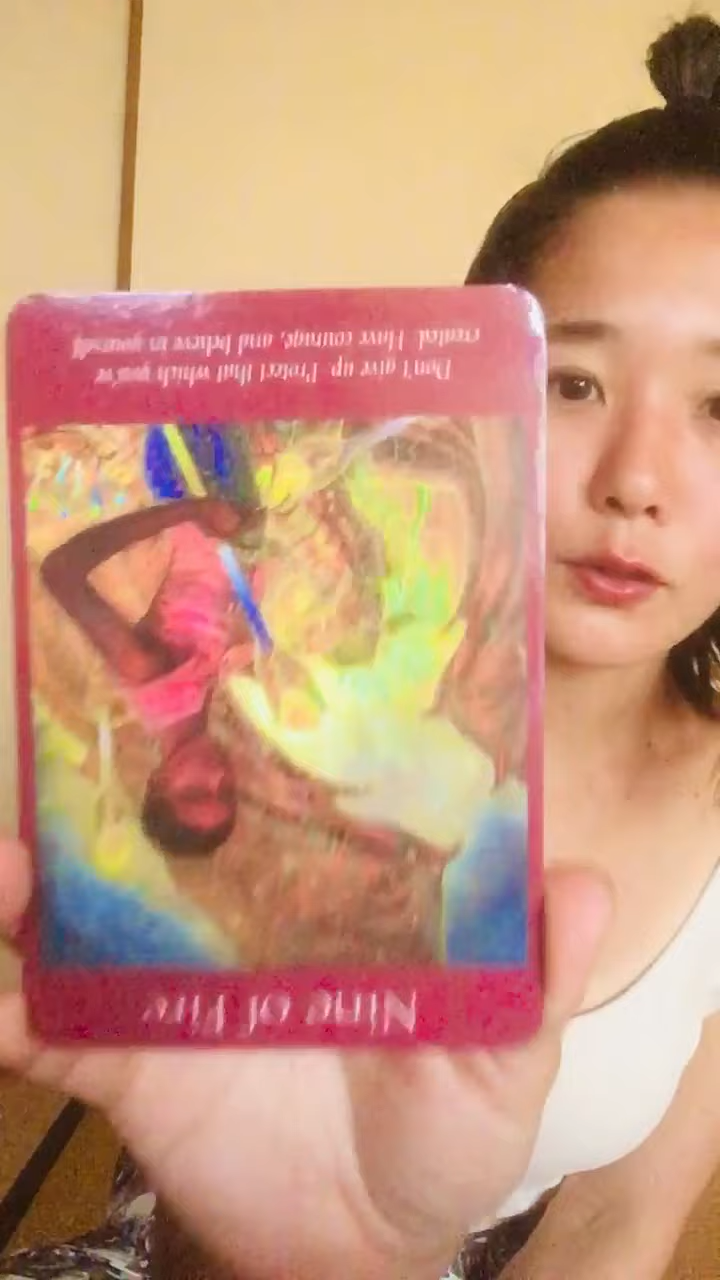 Nine of Fire
Don't give up. Protect that which you've
created. Have courage, and believe in yourself.